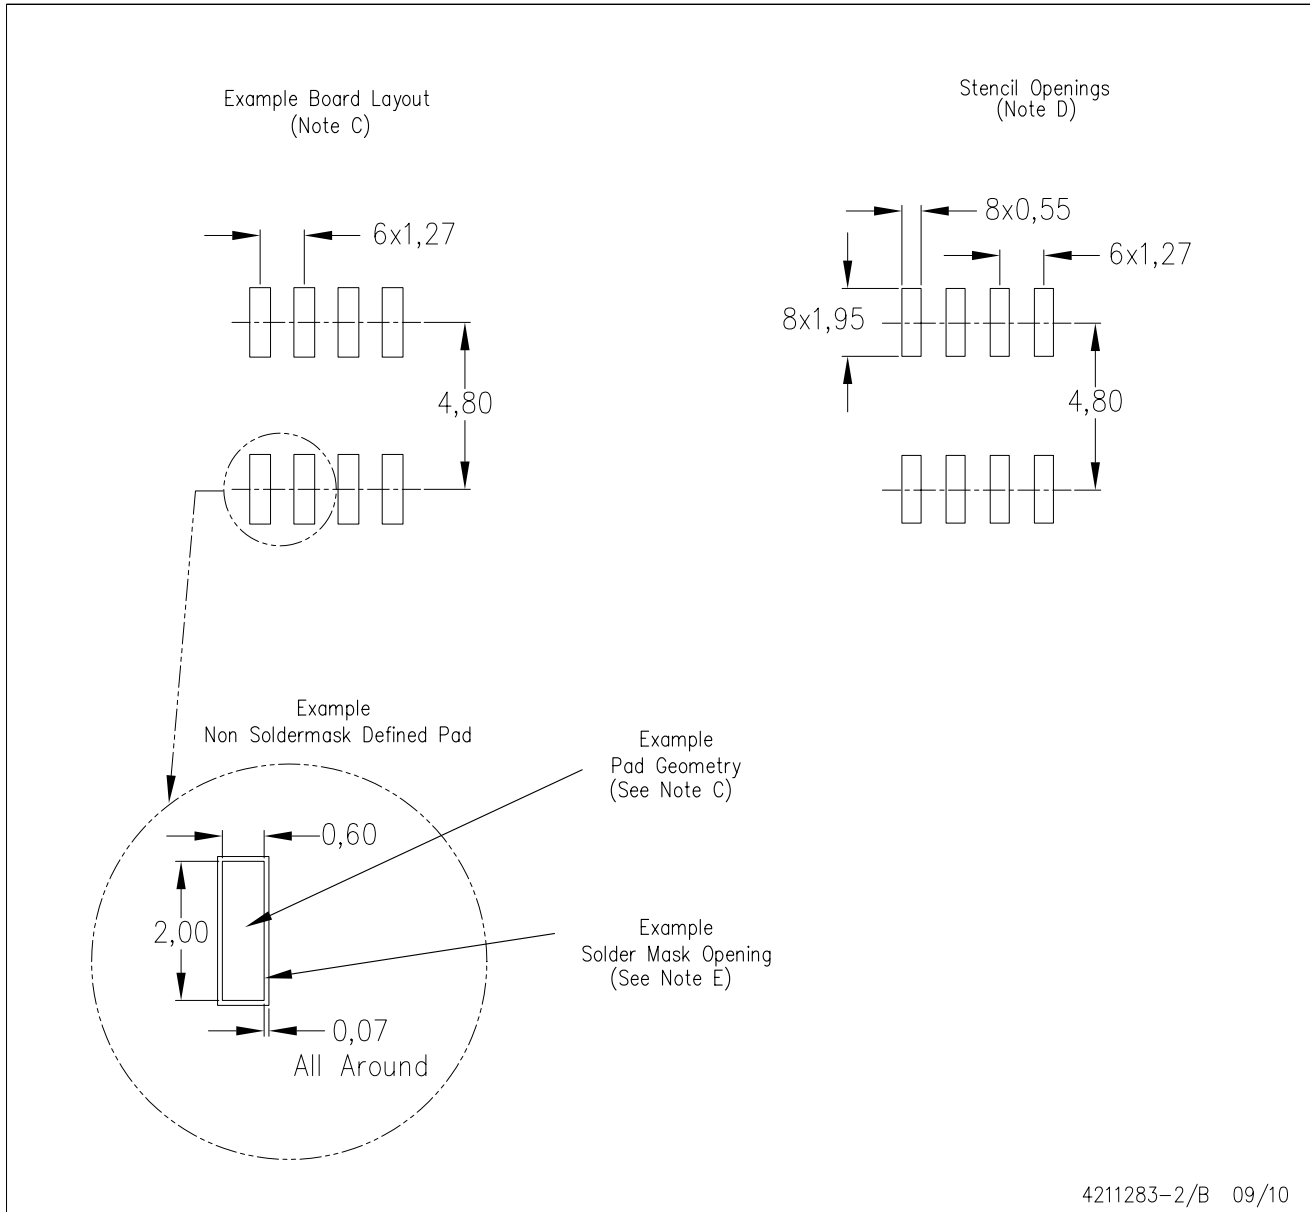 Example Board Layout
(Note C)
Stencil Openings
(Note D)
6x1,27
4,80
8x0,55
6x1,27
8x1,95
4,80
Example
Non Soldermask Defined Pad
Example
Pad Geometry
(See Note C)
0,60
2,00
Example
Solder Mask Opening
(See Note E)
0,07
All Around
4211283-2/B 09/10